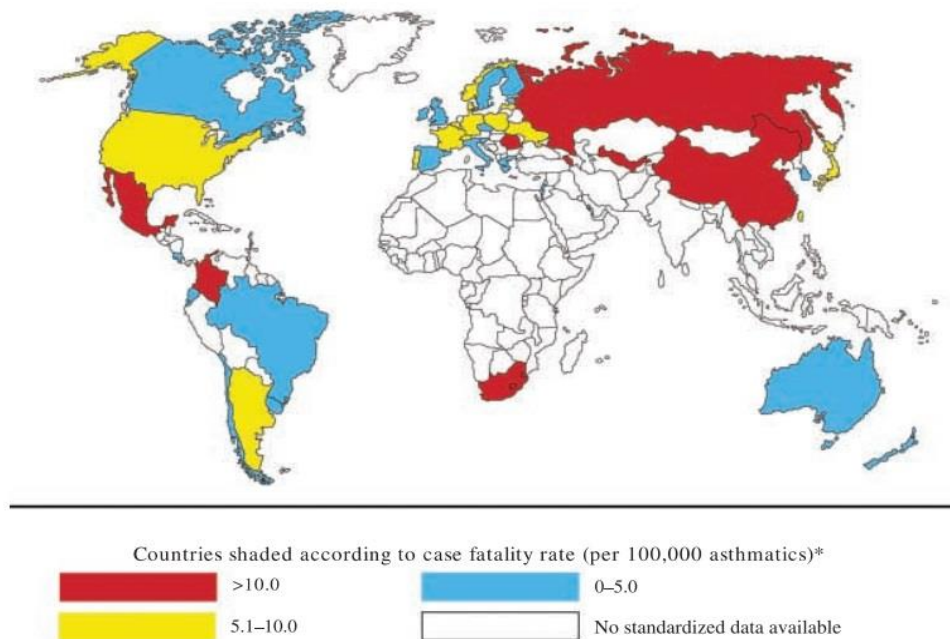 Countries shaded according to case fatality rate (per 100,000 asthmatics)*
>10.0 0–5.0
5.1–10.0 No standardized data available